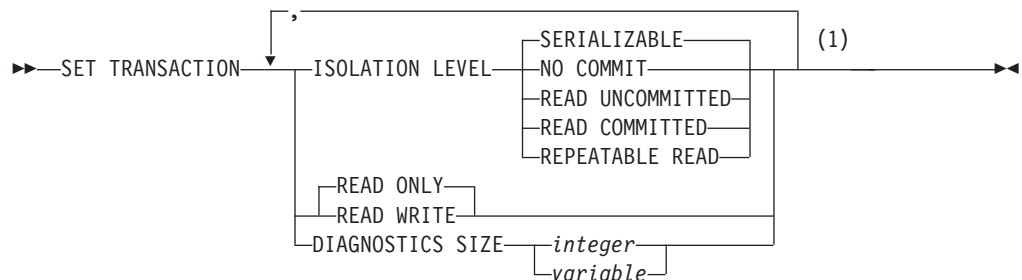 ,
SERIALIZABLE (1)
SET TRANSACTION ISOLATION LEVEL NO COMMIT
READ UNCOMMITTED
READ COMMITTED
REPEATABLE READ
READ ONLY
READ WRITE
DIAGNOSTICS SIZE integer
variable